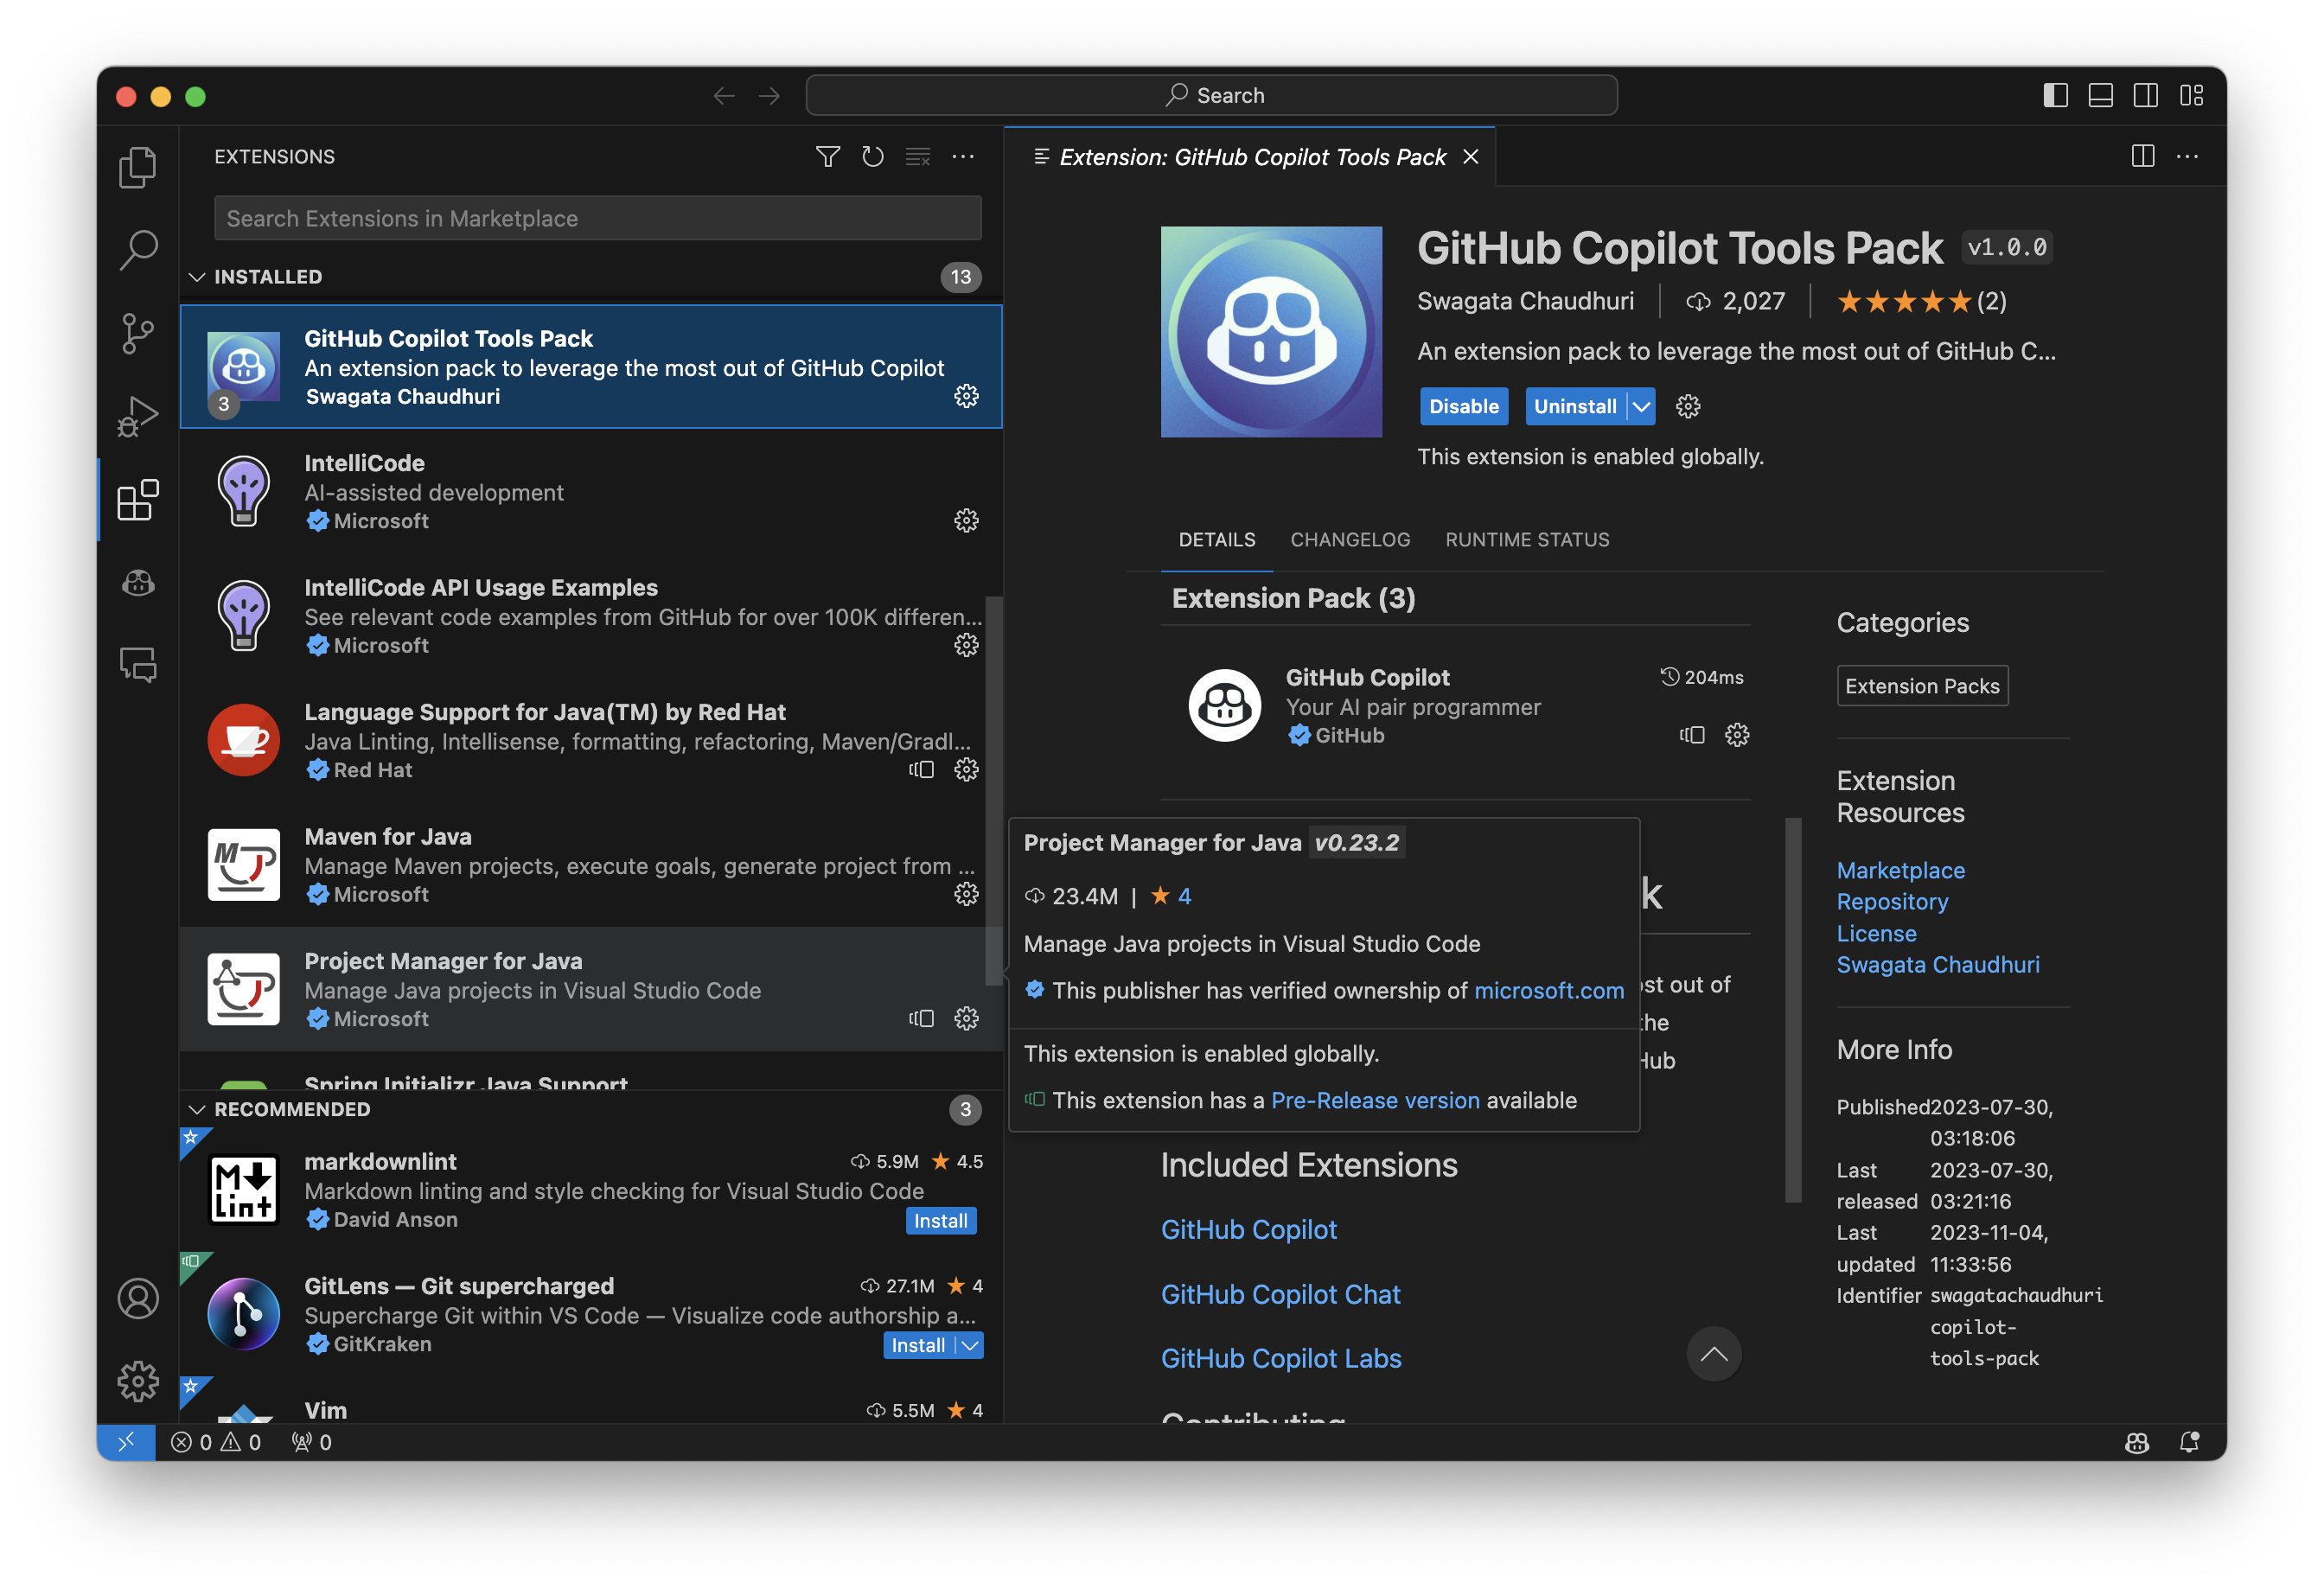 Search
EXTENSIONS
Search Extensions in Marketplace
INSTALLED
13
GitHub Copilot Tools Pack
An extension pack to leverage the most out of GitHub Copilot
Swagata Chaudhuri
3
IntelliCode
AI-assisted development
Microsoft
IntelliCode API Usage Examples
See relevant code examples from GitHub for over 100K differen...
Microsoft
Language Support for Java(TM) by Red Hat
Java Linting, Intellisense, formatting, refactoring, Maven/Gradl...
Red Hat
Maven for Java
Manage Maven projects, execute goals, generate project from ...
Microsoft
Project Manager for Java
Manage Java projects in Visual Studio Code
Microsoft
Spring Initializr Java Support
RECOMMENDED
3
markdownlint
5.9M 4.5
Markdown linting and style checking for Visual Studio Code
David Anson
Install
M
lint
GitLens — Git supercharged
27.1M 4
Supercharge Git within VS Code — Visualize code authorship a...
GitKraken
Install
Vim
5.5M 4
Extension: GitHub Copilot Tools Pack
GitHub Copilot Tools Pack v1.0.0
Swagata Chaudhuri 2,027 (2)
An extension pack to leverage the most out of GitHub C...
Disable Uninstall
This extension is enabled globally.
DETAILS CHANGELOG RUNTIME STATUS
Extension Pack (3)
GitHub Copilot
204ms
Your AI pair programmer
GitHub
Project Manager for Java v0.23.2
23.4M | 4
Manage Java projects in Visual Studio Code
This publisher has verified ownership of microsoft.com
This extension is enabled globally.
This extension has a Pre-Release version available
k
st out of
the
Hub
Included Extensions
GitHub Copilot
GitHub Copilot Chat
GitHub Copilot Labs
Contributing
Categories
Extension Packs
Extension
Resources
Marketplace
Repository
License
Swagata Chaudhuri
More Info
Published 2023-07-30,
03:18:06
Last 2023-07-30,
released 03:21:16
Last 2023-11-04,
updated 11:33:56
Identifier swagatachaudhuri
copilot-
tools-pack
0 0 0